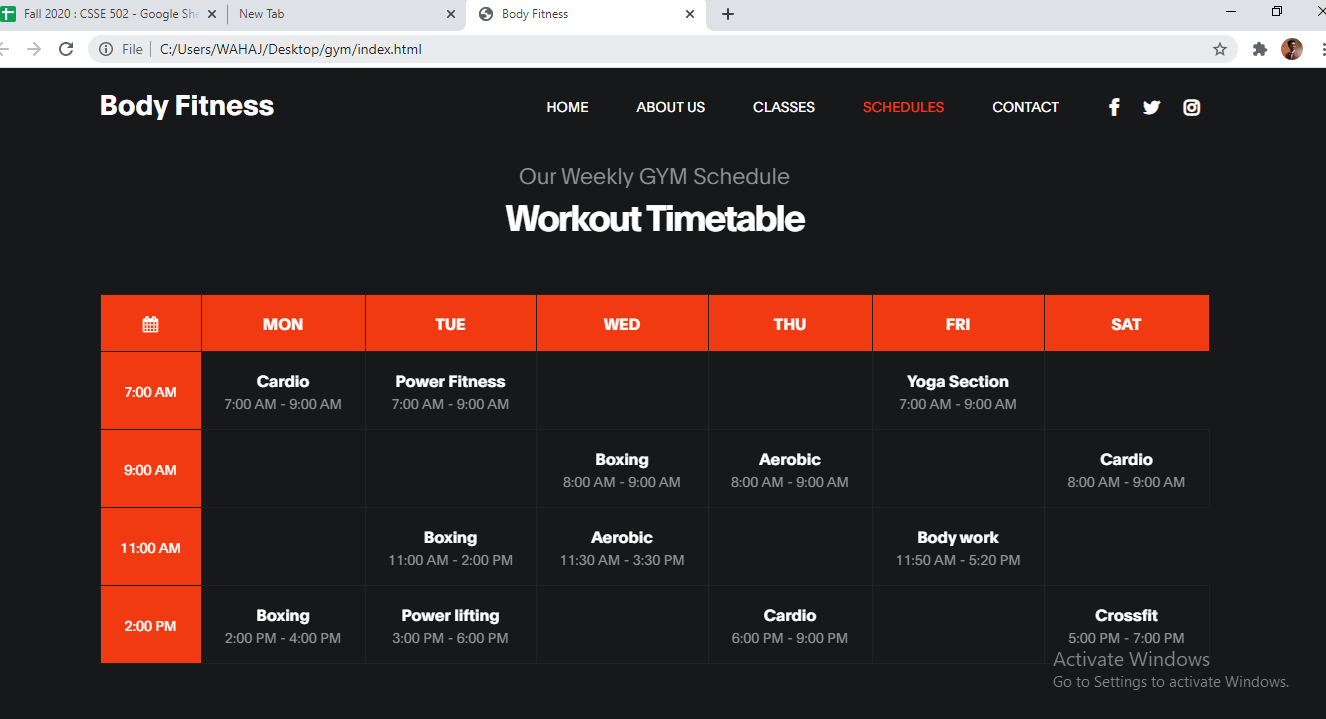 Fall 2020 : CSSE 502 - Google She
New Tab
Body Fitness
File
C:/Users/WAHAJ/Desktop/gym/index.html
Body Fitness
HOME
ABOUT US
CLASSES
SCHEDULES
CONTACT
Our Weekly GYM Schedule
Workout Timetable
MON TUE WED THU FRI SAT
7:00 AM
Cardio
7:00 AM - 9:00 AM
Power Fitness
7:00 AM - 9:00 AM
Yoga Section
7:00 AM - 9:00 AM
9:00 AM
Boxing
8:00 AM - 9:00 AM
Aerobic
8:00 AM - 9:00 AM
Cardio
8:00 AM - 9:00 AM
11:00 AM
Boxing
11:00 AM - 2:00 PM
Aerobic
11:30 AM - 3:30 PM
Body work
11:50 AM - 5:20 PM
2:00 PM
Boxing
2:00 PM - 4:00 PM
Power lifting
3:00 PM - 6:00 PM
Cardio
6:00 PM - 9:00 PM
Crossfit
5:00 PM - 7:00 PM
Activate Windows
Go to Settings to activate Windows.